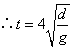 ∴ t = 4√(d/g)